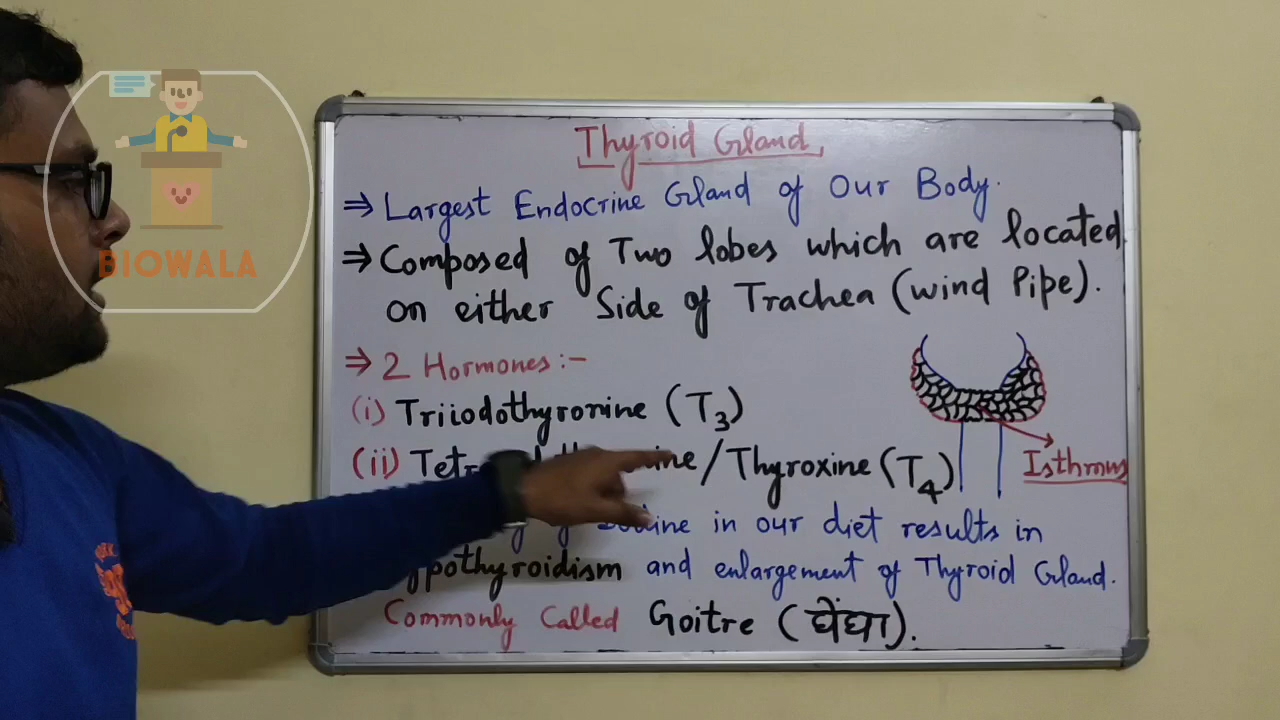 BIOWALA
Thyroid Gland
⇒ Largest Endocrine Gland of Our Body.
⇒ Composed of Two lobes which are located
on either Side of Trachea (wind Pipe).
⇒ 2 Hormones:-
(i) Triiodothyronine (T3)
(ii) /Thyroxine (T4)
Isthmus
in our diet results in
and enlargement of Thyroid Gland.
Commonly Called Goitre (घेंघा).